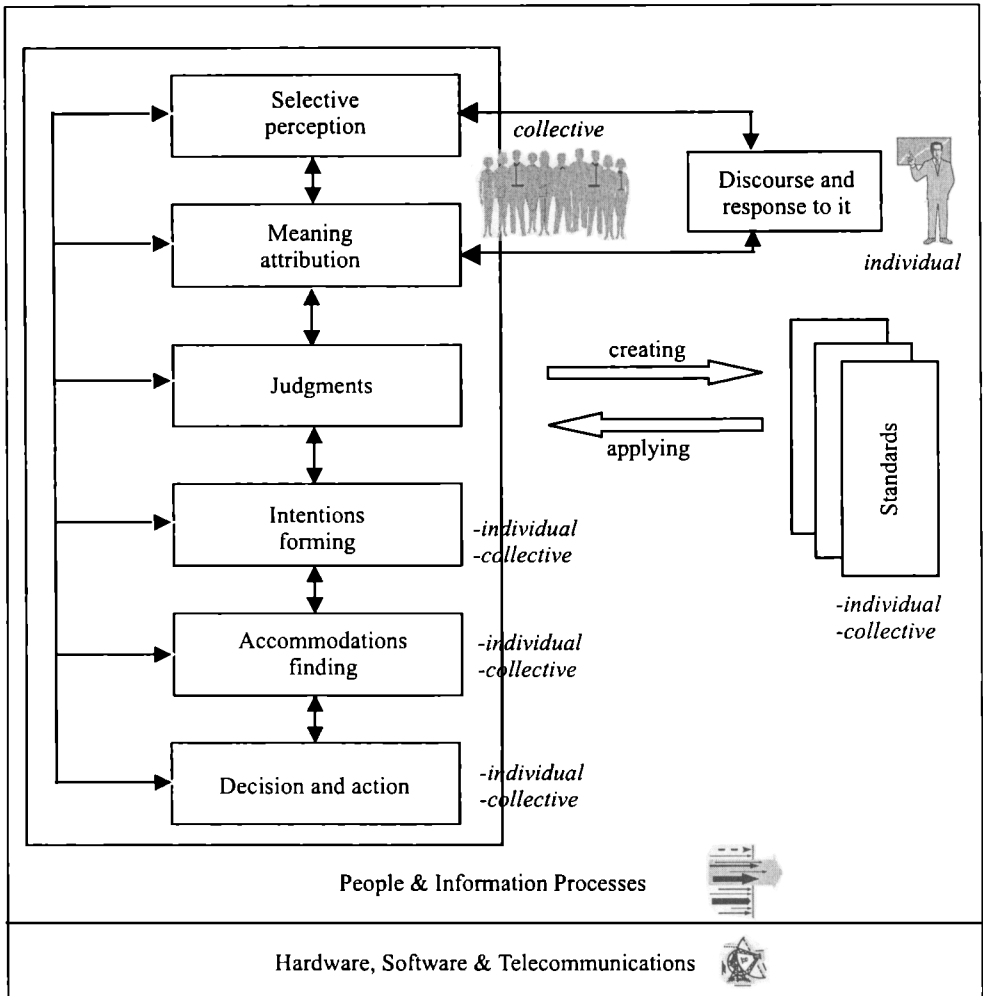 Selective
perception
collective
Discourse and
response to it
individual
Meaning
attribution
creating
Judgments
applying
Standards
Intentions
forming
-individual
-collective
-individual
-collective
Accommodations
finding
-individual
-collective
Decision and action
-individual
-collective
People & Information Processes
Hardware, Software & Telecommunications